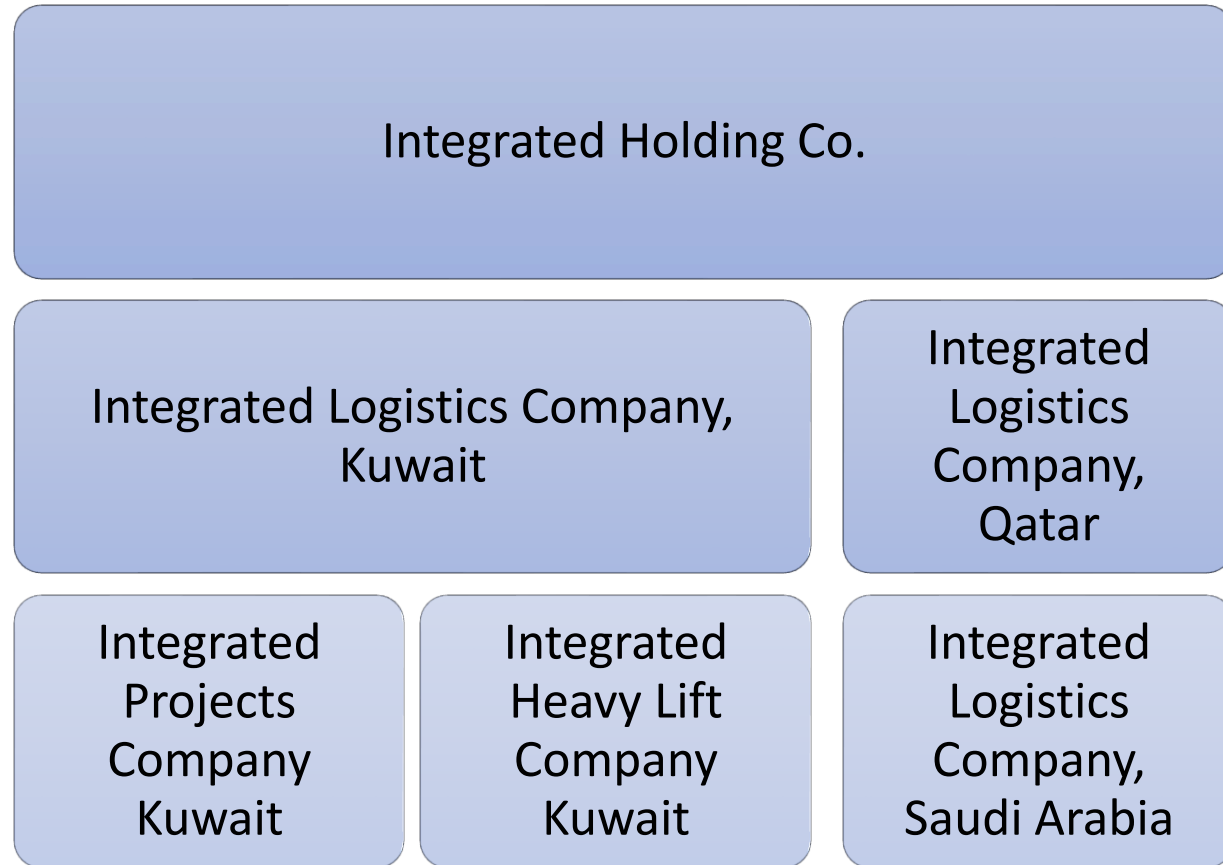 Integrated Holding Co.
Integrated Logistics Company,
Kuwait
Integrated
Logistics
Company,
Qatar
Integrated
Projects
Company
Kuwait
Integrated
Heavy Lift
Company
Kuwait
Integrated
Logistics
Company,
Saudi Arabia